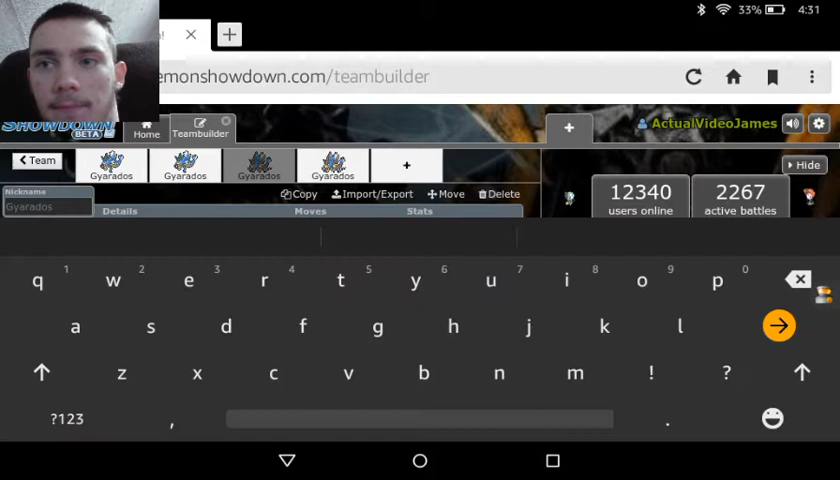 33% 4:31
emonshowdown.com/teambuilder
SHOWDOWN!
BETA
Home
Teambuilder
+
ActualVideoJames
Team
Gyarados
Gyarados
Gyarados
Gyarados
+
Hide
Copy Import/Export Move Delete
Nickname
Gyarados
Details Moves Stats
12340
users online
2267
active battles
1 2 3 4 5 6 7 8 9 0
q w e r t y u i o p
a s d f g h j k l
z x c v b n m ! ?
?123 , .